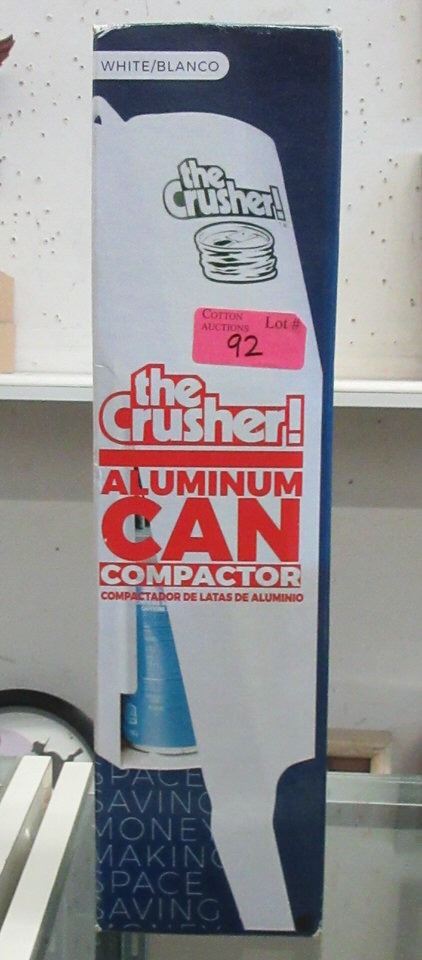 WHITE/BLANCO
the
Crusher!
COTTON
AUCTIONS
Lot #
92
the
Crusher!
ALUMINUM
CAN
COMPACTOR
COMPACTADOR DE LATAS DE ALUMINIO
SPACE
SAVING
MONEY
MAKING
SPACE
SAVING
MONEY